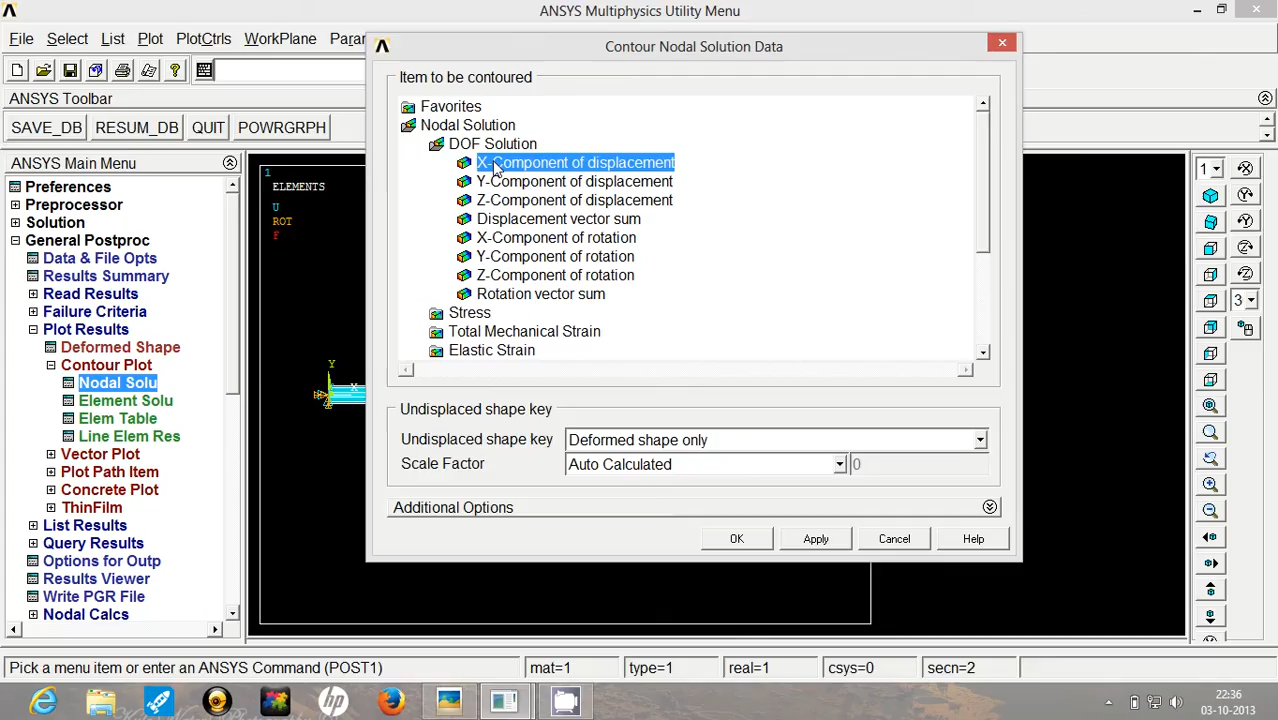 ANSYS Multiphysics Utility Menu
File Select List Plot PlotCtrls WorkPlane Param
ANSYS Toolbar
SAVE_DB RESUM_DB QUIT POWRGRPH
ANSYS Main Menu
Preferences
Preprocessor
Solution
General Postproc
Data & File Opts
Results Summary
Read Results
Failure Criteria
Plot Results
Deformed Shape
Contour Plot
Nodal Solu
Element Solu
Elem Table
Line Elem Res
Vector Plot
Plot Path Item
Concrete Plot
ThinFilm
List Results
Query Results
Options for Outp
Results Viewer
Write PGR File
Nodal Calcs
1
ELEMENTS
U
ROT
F
Y
X
Contour Nodal Solution Data
Item to be contoured
Favorites
Nodal Solution
DOF Solution
X-Component of displacement
Y-Component of displacement
Z-Component of displacement
Displacement vector sum
X-Component of rotation
Y-Component of rotation
Z-Component of rotation
Rotation vector sum
Stress
Total Mechanical Strain
Elastic Strain
Undisplaced shape key
Undisplaced shape key Deformed shape only
Scale Factor Auto Calculated 0
Additional Options
OK Apply Cancel Help
1
3
Pick a menu item or enter an ANSYS Command (POST1) mat=1 type=1 real=1 csys=0 secn=2
22:36
03-10-2013